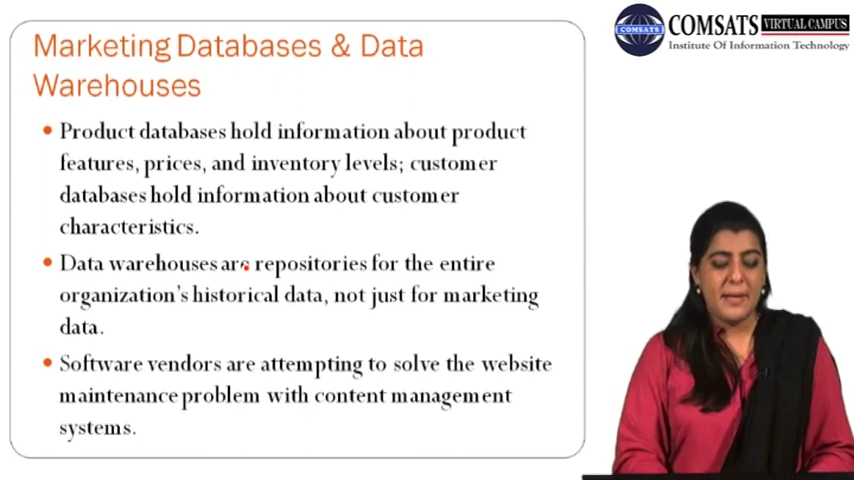 Marketing Databases & Data
Warehouses
• Product databases hold information about product
features, prices, and inventory levels; customer
databases hold information about customer
characteristics.
• Data warehouses are repositories for the entire
organization's historical data, not just for marketing
data.
• Software vendors are attempting to solve the website
maintenance problem with content management
systems.
COMSATS
COMSATS VIRTUAL CAMPUS
Institute Of Information Technology